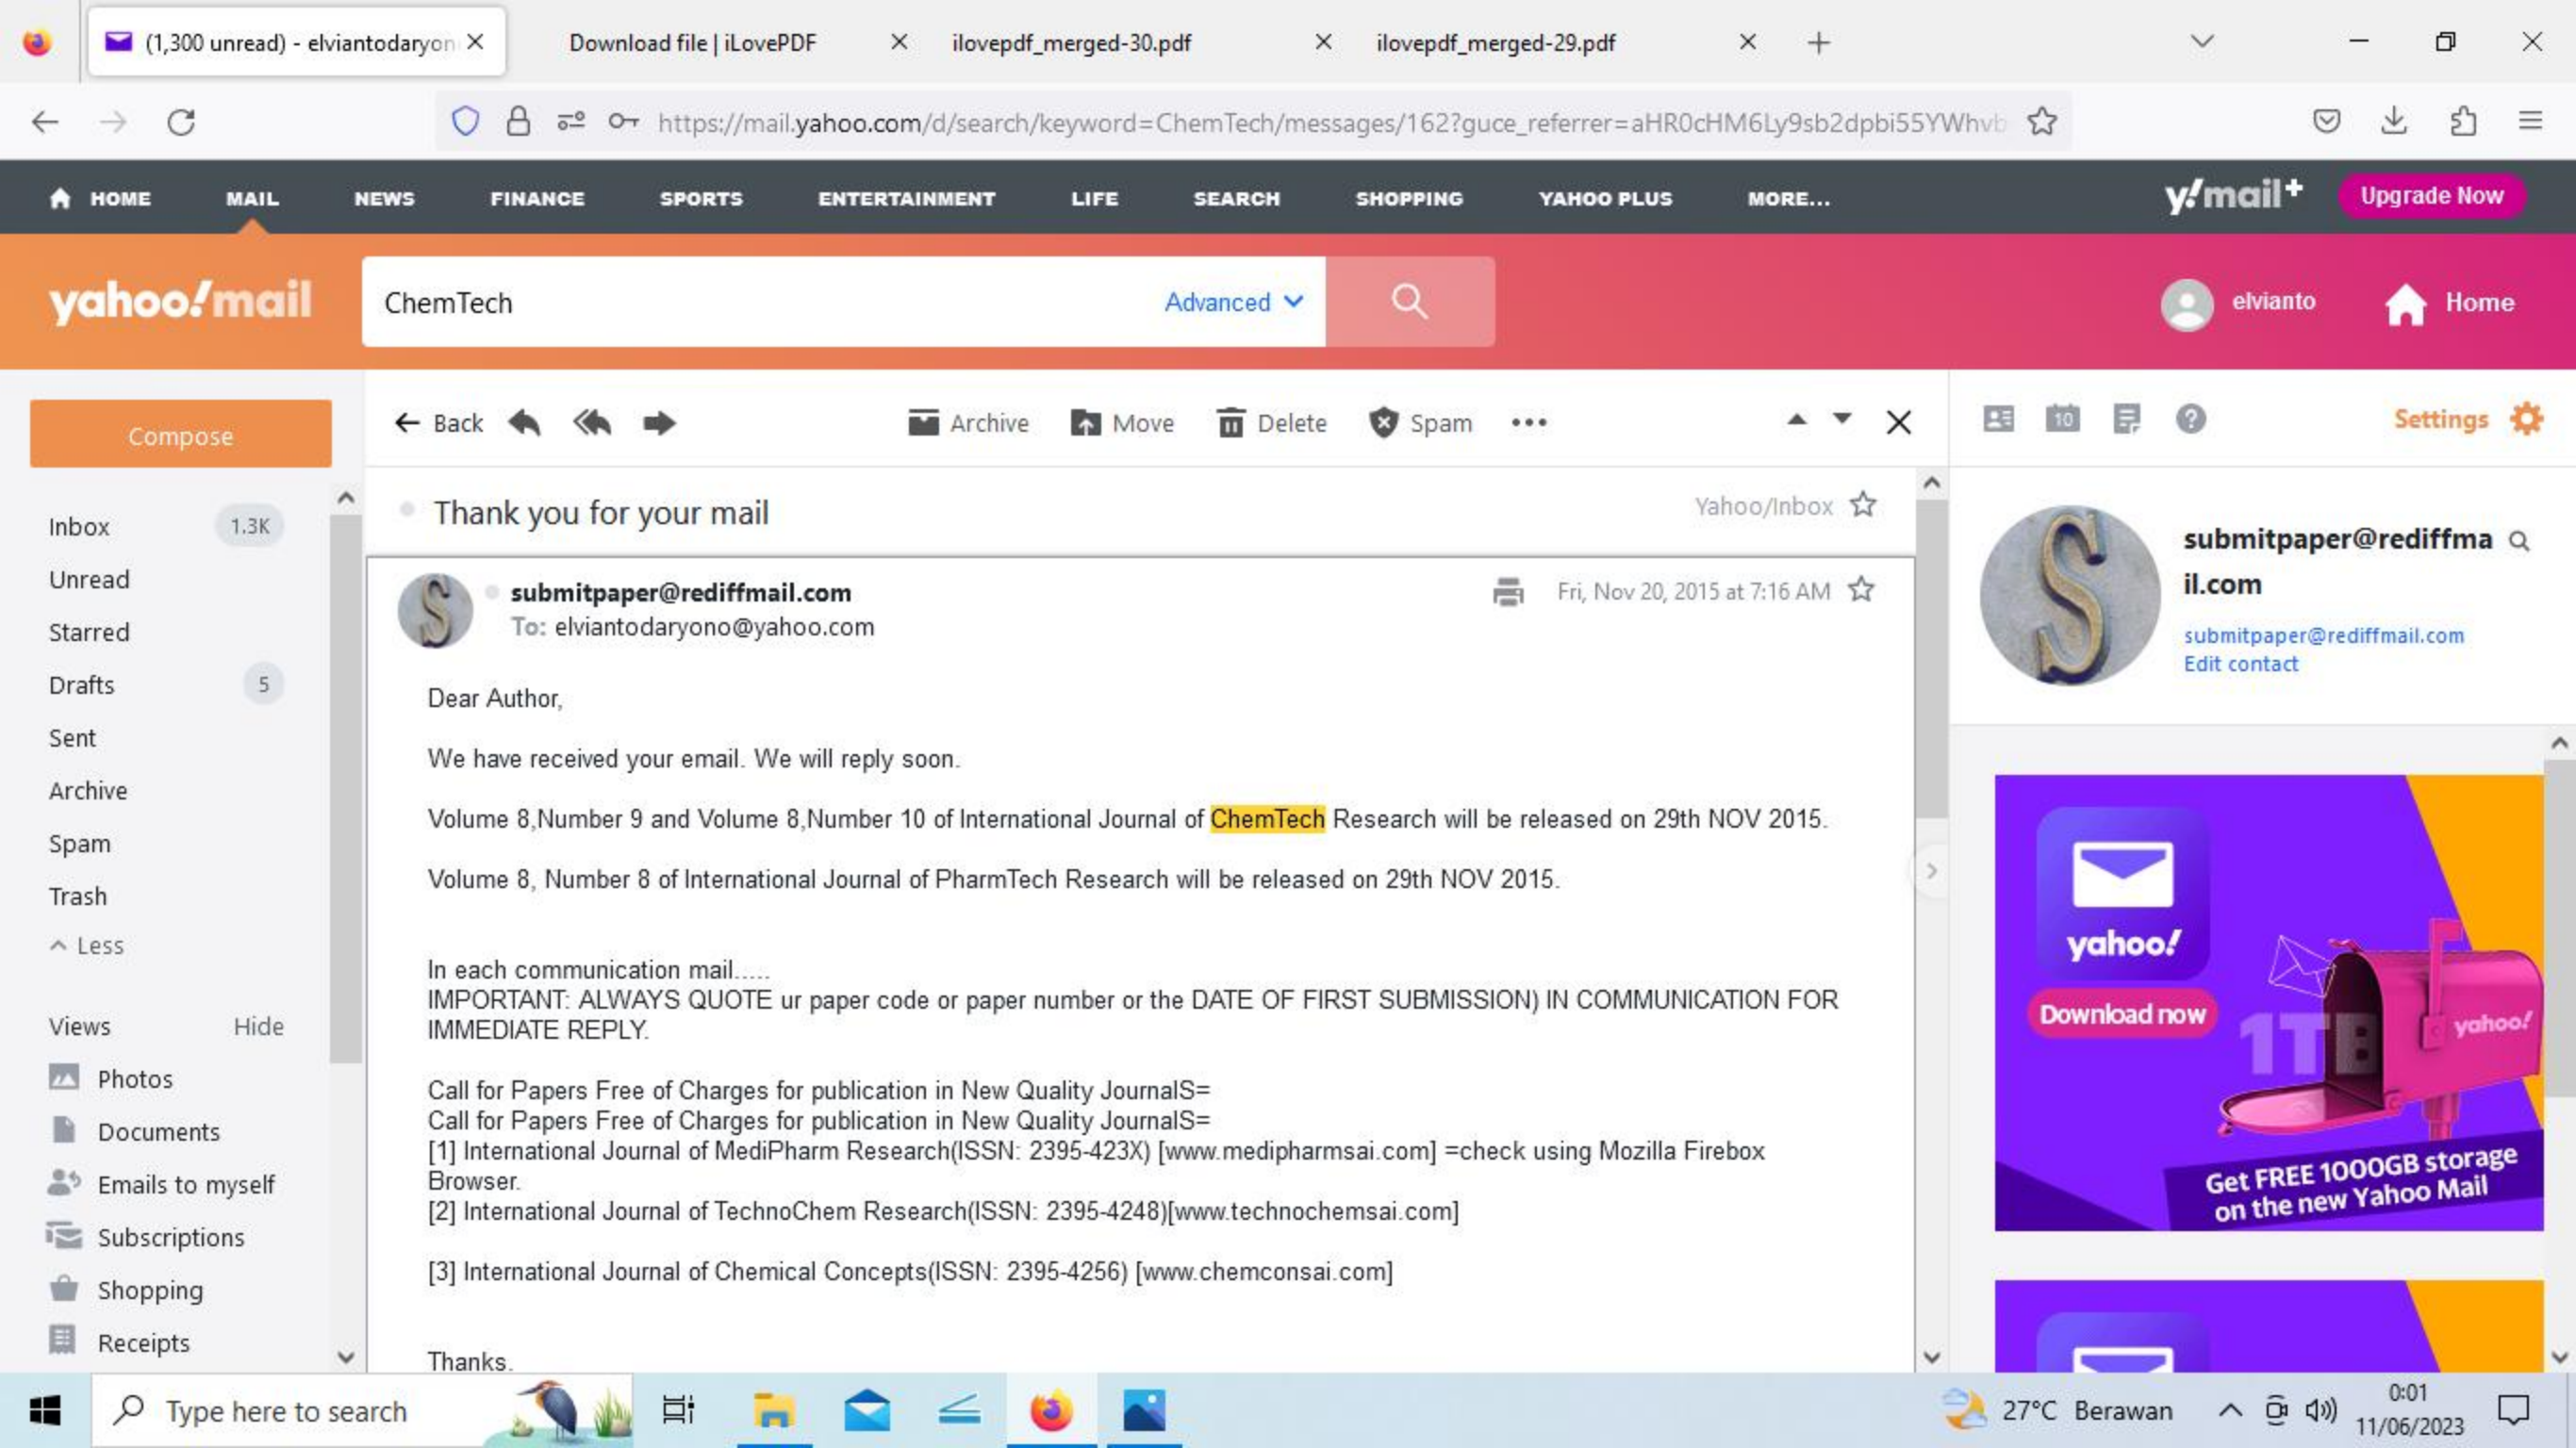 (1,300 unread) - elviantodaryon
Download file | iLovePDF
ilovepdf_merged-30.pdf
ilovepdf_merged-29.pdf
https://mail.yahoo.com/d/search/keyword=ChemTech/messages/162?guce_referrer=aHR0cHM6Ly9sb2dpbi55YWhvb
HOME MAIL NEWS FINANCE SPORTS ENTERTAINMENT LIFE SEARCH SHOPPING YAHOO PLUS MORE...
y!mail+ Upgrade Now
yahoo!mail
ChemTech
Advanced
elvianto
Home
Compose
Back
Archive
Move
Delete
Spam
10
Settings
Inbox 1.3K
Unread
Starred
Drafts 5
Sent
Archive
Spam
Trash
Less
Views Hide
Photos
Documents
Emails to myself
Subscriptions
Shopping
Receipts
Thank you for your mail
Yahoo/Inbox
S
submitpaper@rediffmail.com
Fri, Nov 20, 2015 at 7:16 AM
To: elviantodaryono@yahoo.com
Dear Author,
We have received your email. We will reply soon.
Volume 8,Number 9 and Volume 8,Number 10 of International Journal of ChemTech Research will be released on 29th NOV 2015.
Volume 8, Number 8 of International Journal of PharmTech Research will be released on 29th NOV 2015.
In each communication mail.....
IMPORTANT: ALWAYS QUOTE ur paper code or paper number or the DATE OF FIRST SUBMISSION) IN COMMUNICATION FOR
IMMEDIATE REPLY.
Call for Papers Free of Charges for publication in New Quality JournalS=
Call for Papers Free of Charges for publication in New Quality JournalS=
[1] International Journal of MediPharm Research(ISSN: 2395-423X) [www.medipharmsai.com] =check using Mozilla Firebox
Browser.
[2] International Journal of TechnoChem Research(ISSN: 2395-4248)[www.technochemsai.com]
[3] International Journal of Chemical Concepts(ISSN: 2395-4256) [www.chemconsai.com]
Thanks.
S
submitpaper@rediffma
il.com
submitpaper@rediffmail.com
Edit contact
yahoo!
Download now
1TB
yahoo!
Get FREE 1000GB storage
on the new Yahoo Mail
Type here to search
27°C Berawan
0:01
11/06/2023